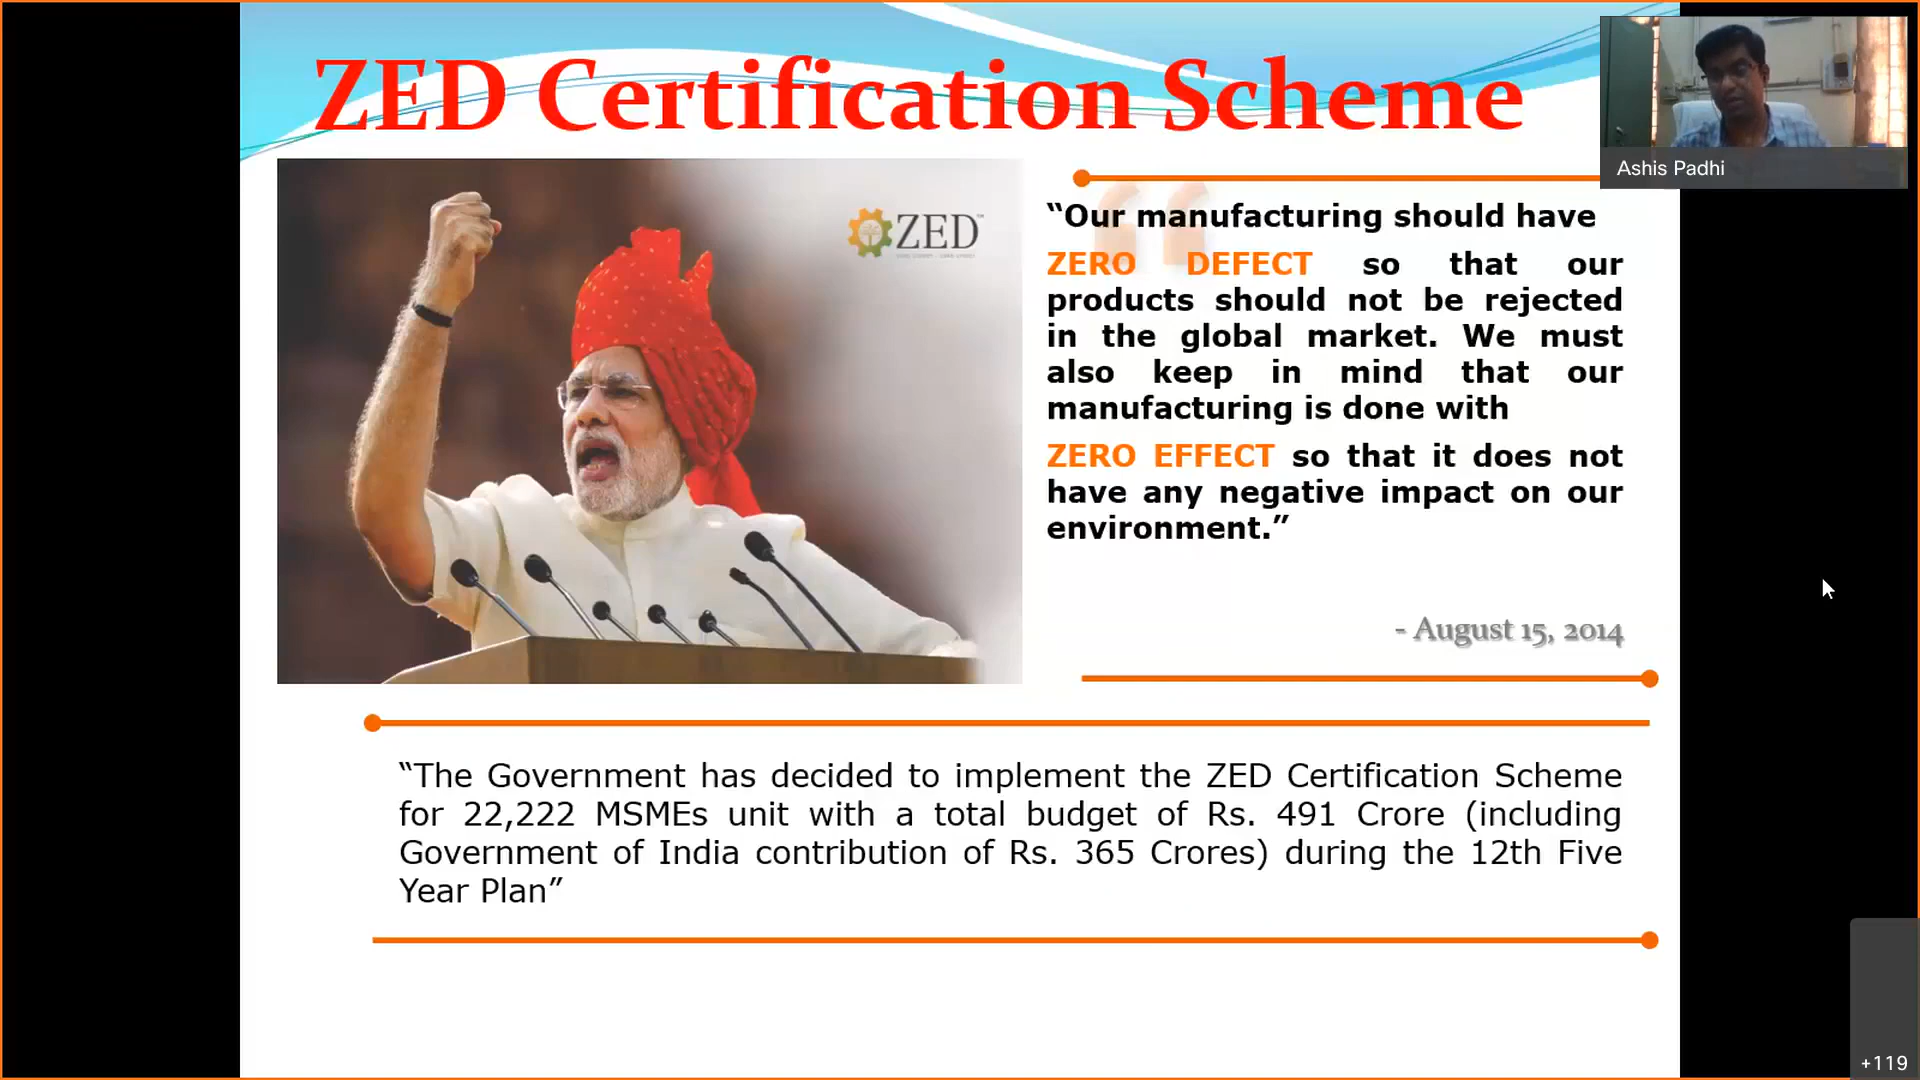 ZED Certification Scheme
Ashis Padhi
ZED
“Our manufacturing should have
ZERO DEFECT so that our
products should not be rejected
in the global market. We must
also keep in mind that our
manufacturing is done with
ZERO EFFECT so that it does not
have any negative impact on our
environment.”
- August 15, 2014
“The Government has decided to implement the ZED Certification Scheme
for 22,222 MSMEs unit with a total budget of Rs. 491 Crore (including
Government of India contribution of Rs. 365 Crores) during the 12th Five
Year Plan”
+119